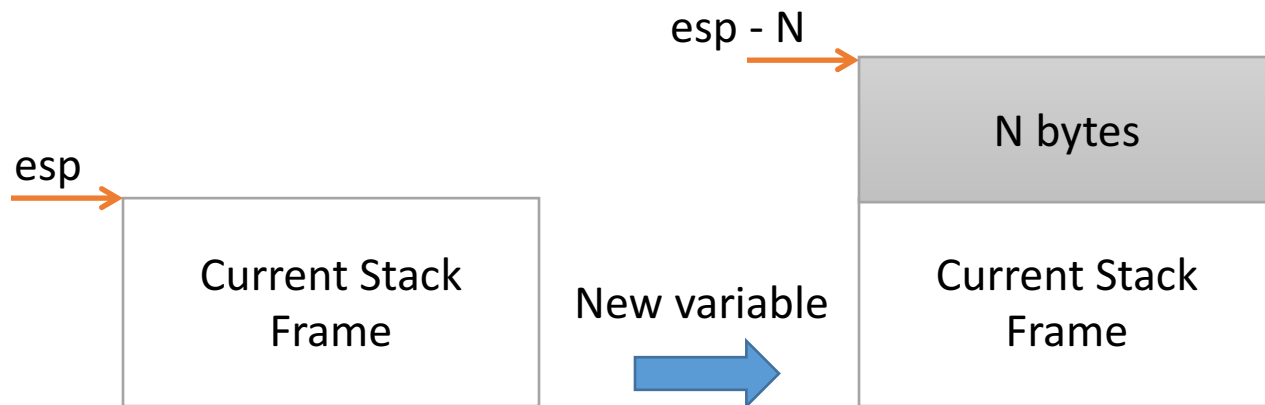 esp
Current Stack
Frame
New variable
esp - N
N bytes
Current Stack
Frame